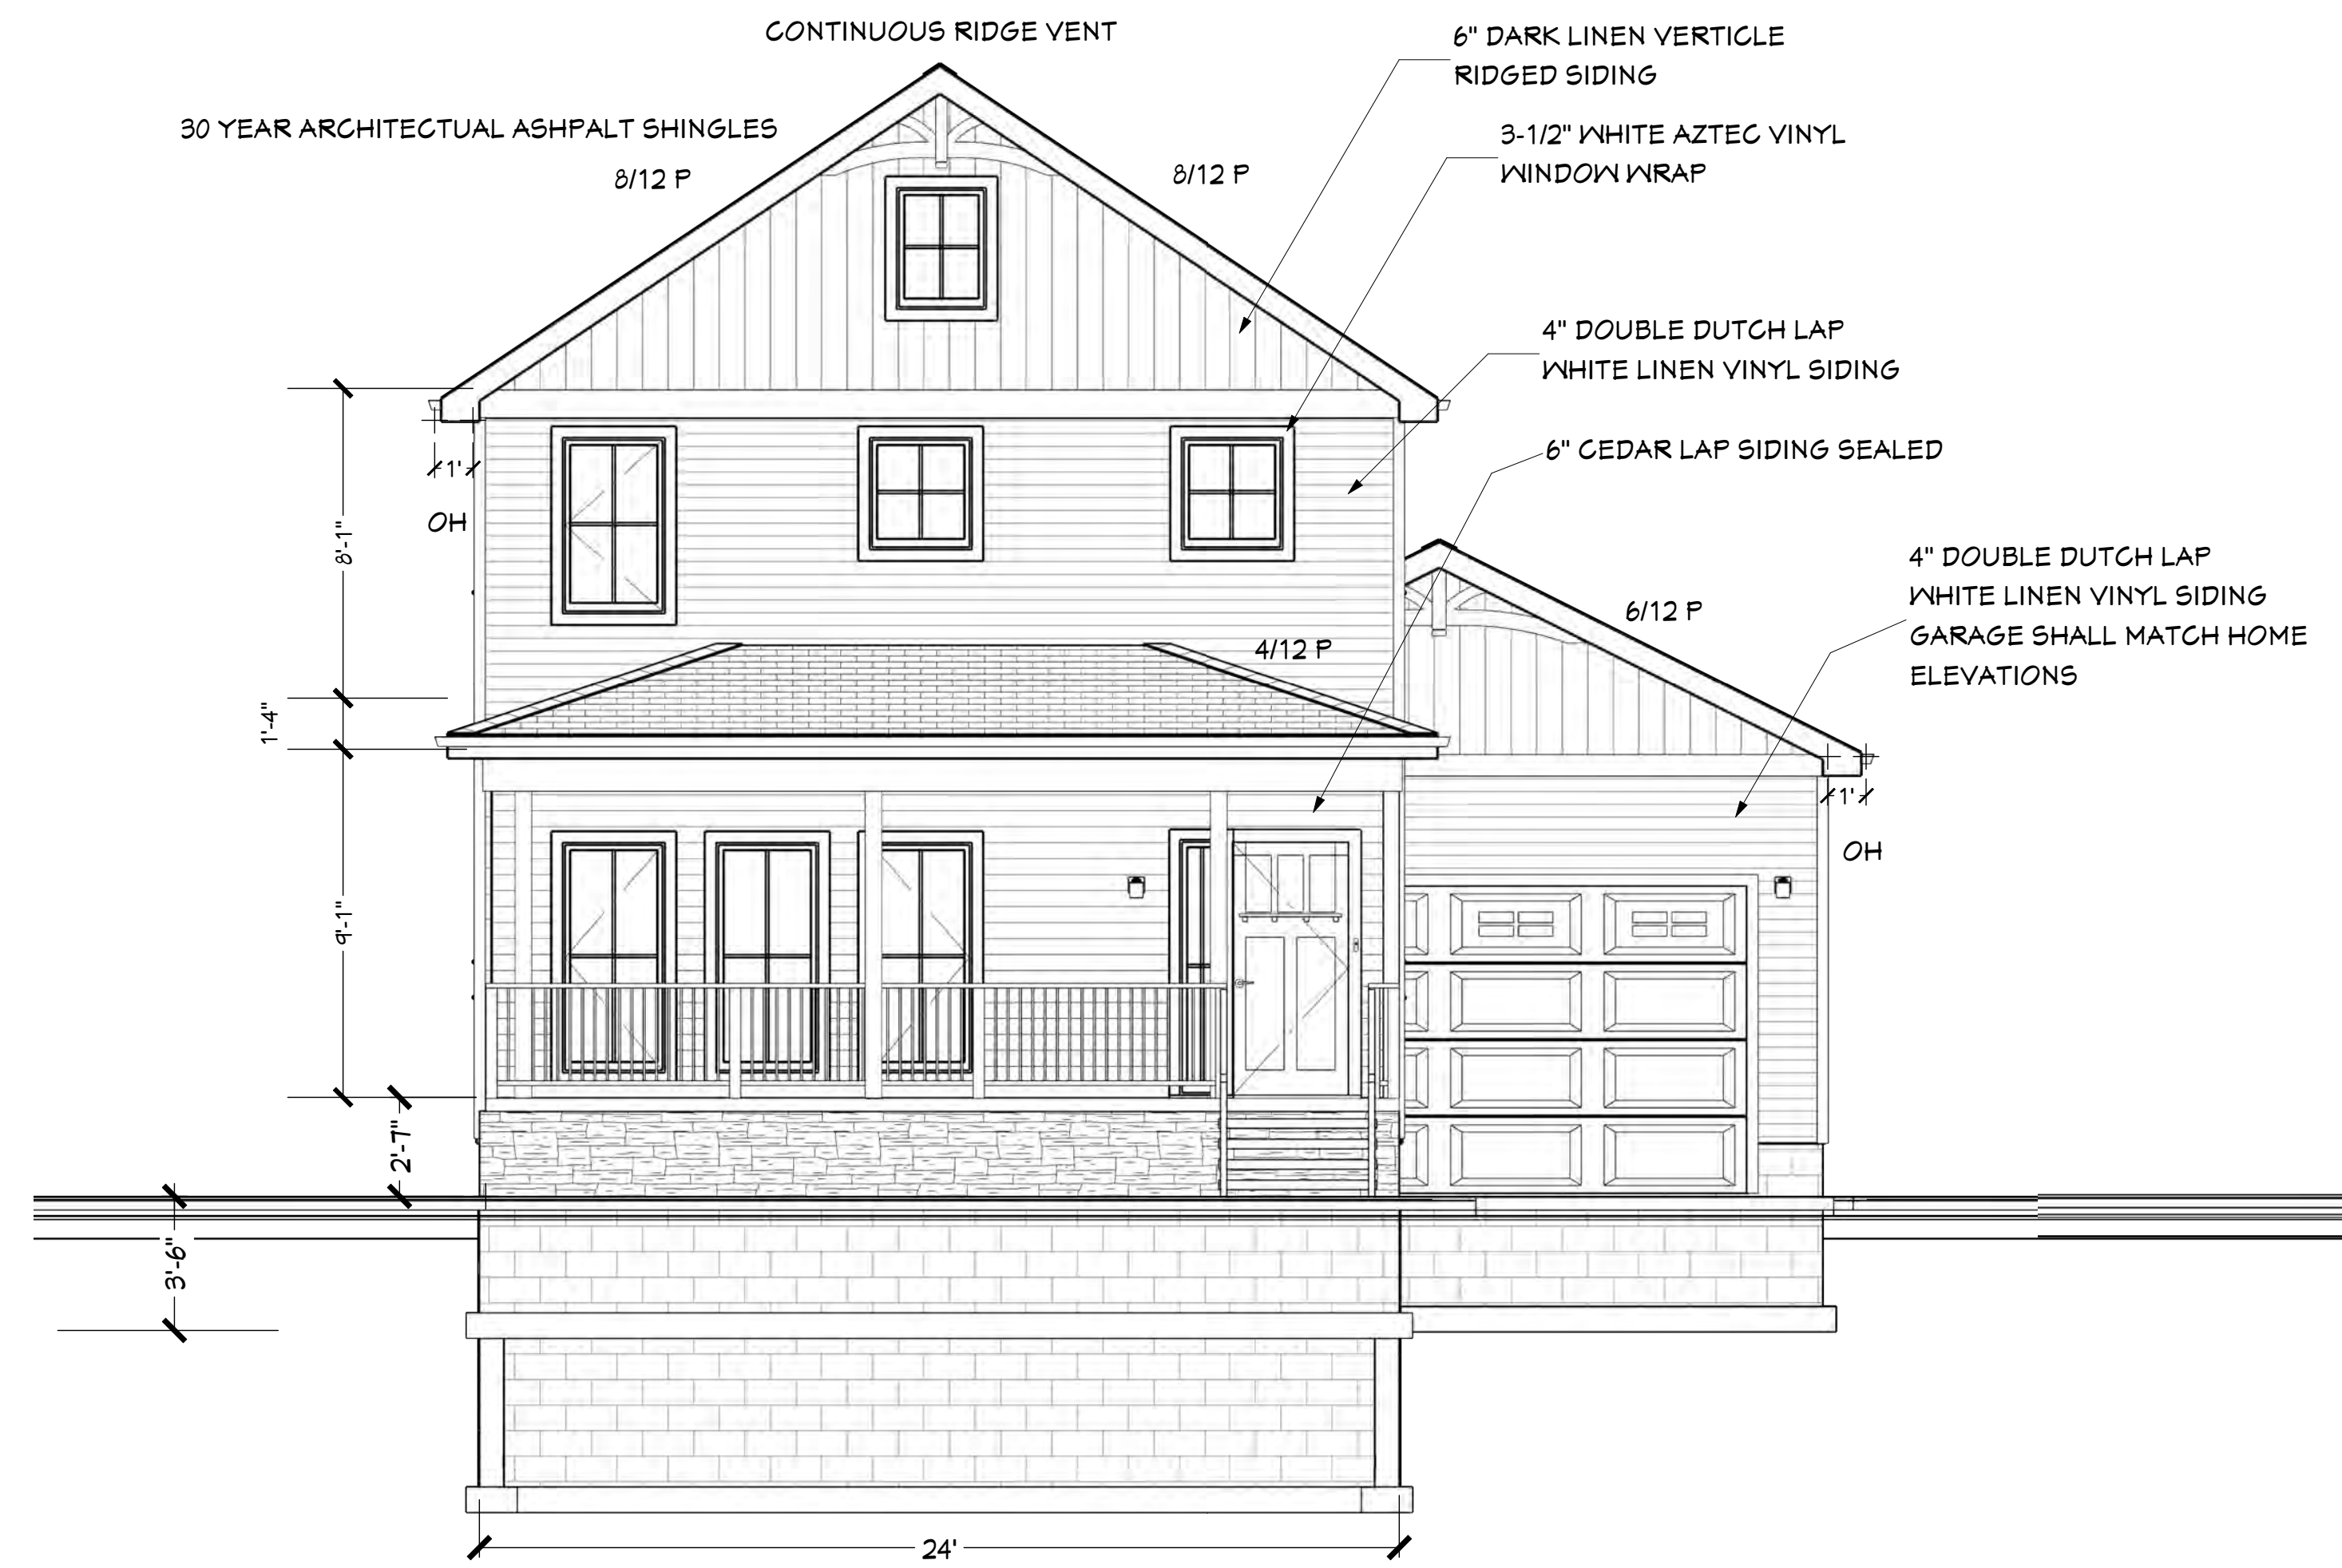 CONTINUOUS RIDGE VENT
6" DARK LINEN VERTICLE
RIDGED SIDING
30 YEAR ARCHITECTUAL ASHPALT SHINGLES
3-1/2" WHITE AZTEC VINYL
WINDOW WRAP
8/12 P
8/12 P
4" DOUBLE DUTCH LAP
WHITE LINEN VINYL SIDING
6" CEDAR LAP SIDING SEALED
1'
OH
8'-1"
4" DOUBLE DUTCH LAP
WHITE LINEN VINYL SIDING
GARAGE SHALL MATCH HOME
ELEVATIONS
6/12 P
4/12 P
1'-4"
1'
OH
9'-1"
2'-7"
3'-6"
24'